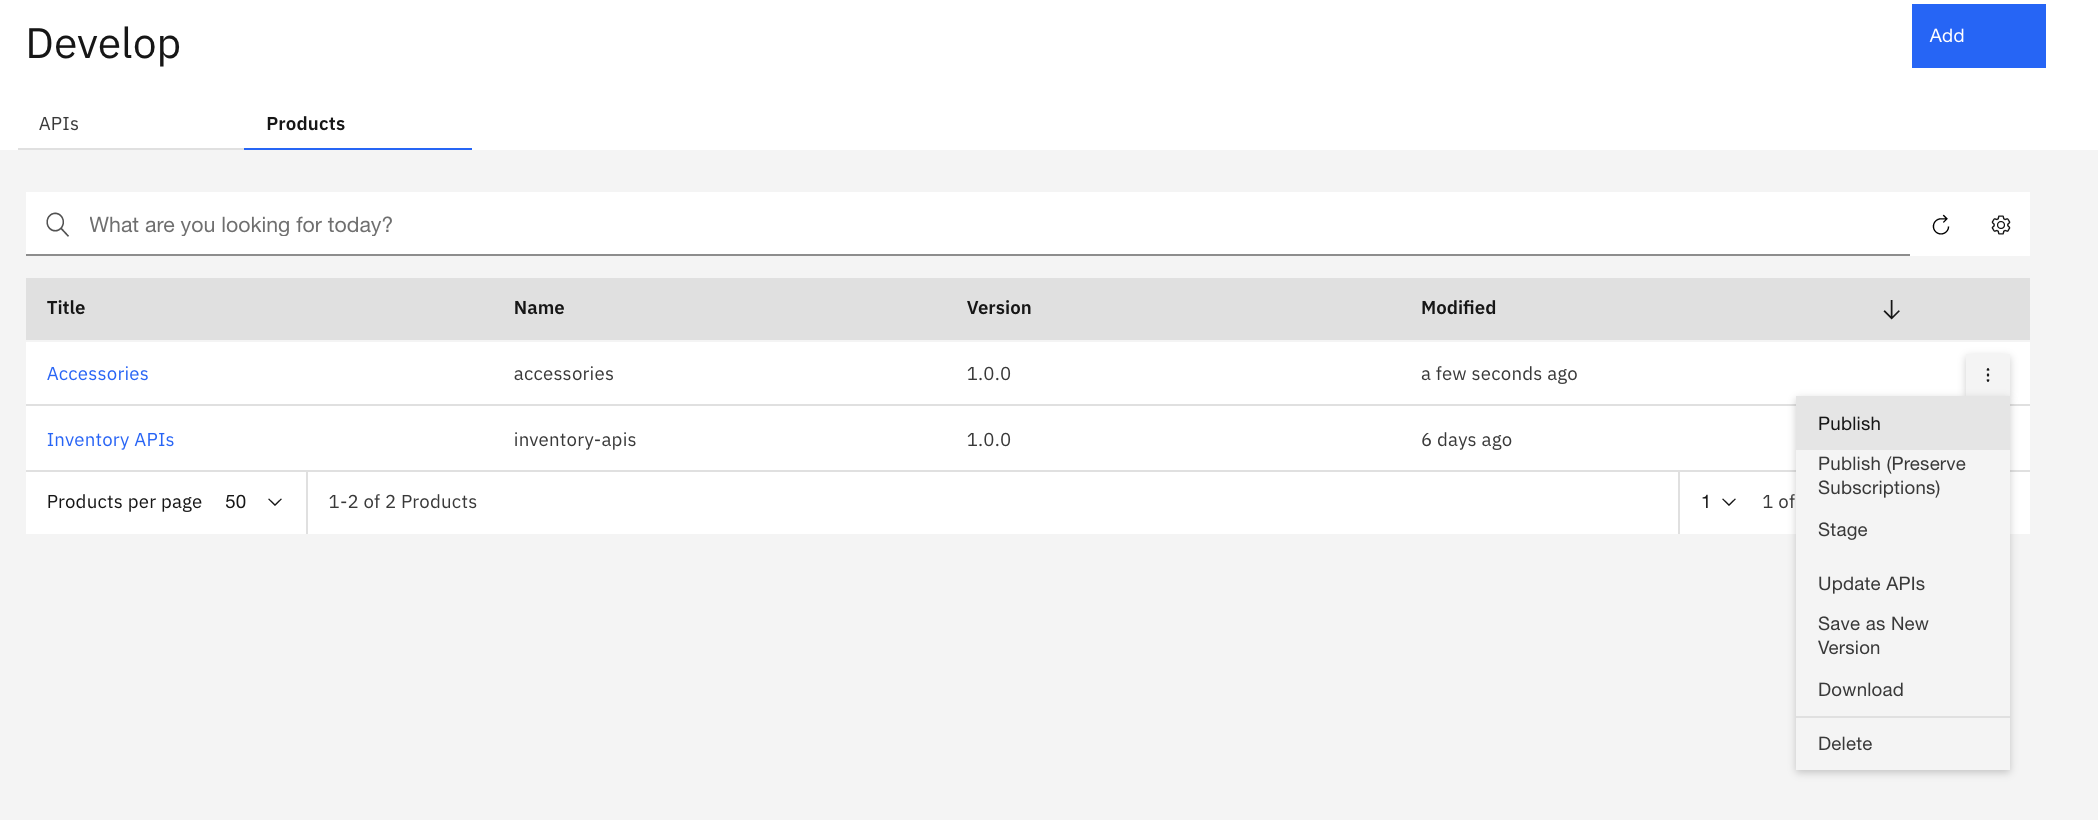 Develop
Add
APIs Products
What are you looking for today?
Title Name Version Modified
Accessories accessories 1.0.0 a few seconds ago
Inventory APIs inventory-apis 1.0.0 6 days ago
Products per page 50 1-2 of 2 Products 1 1 of
Publish
Publish (Preserve
Subscriptions)
Stage
Update APIs
Save as New
Version
Download
Delete